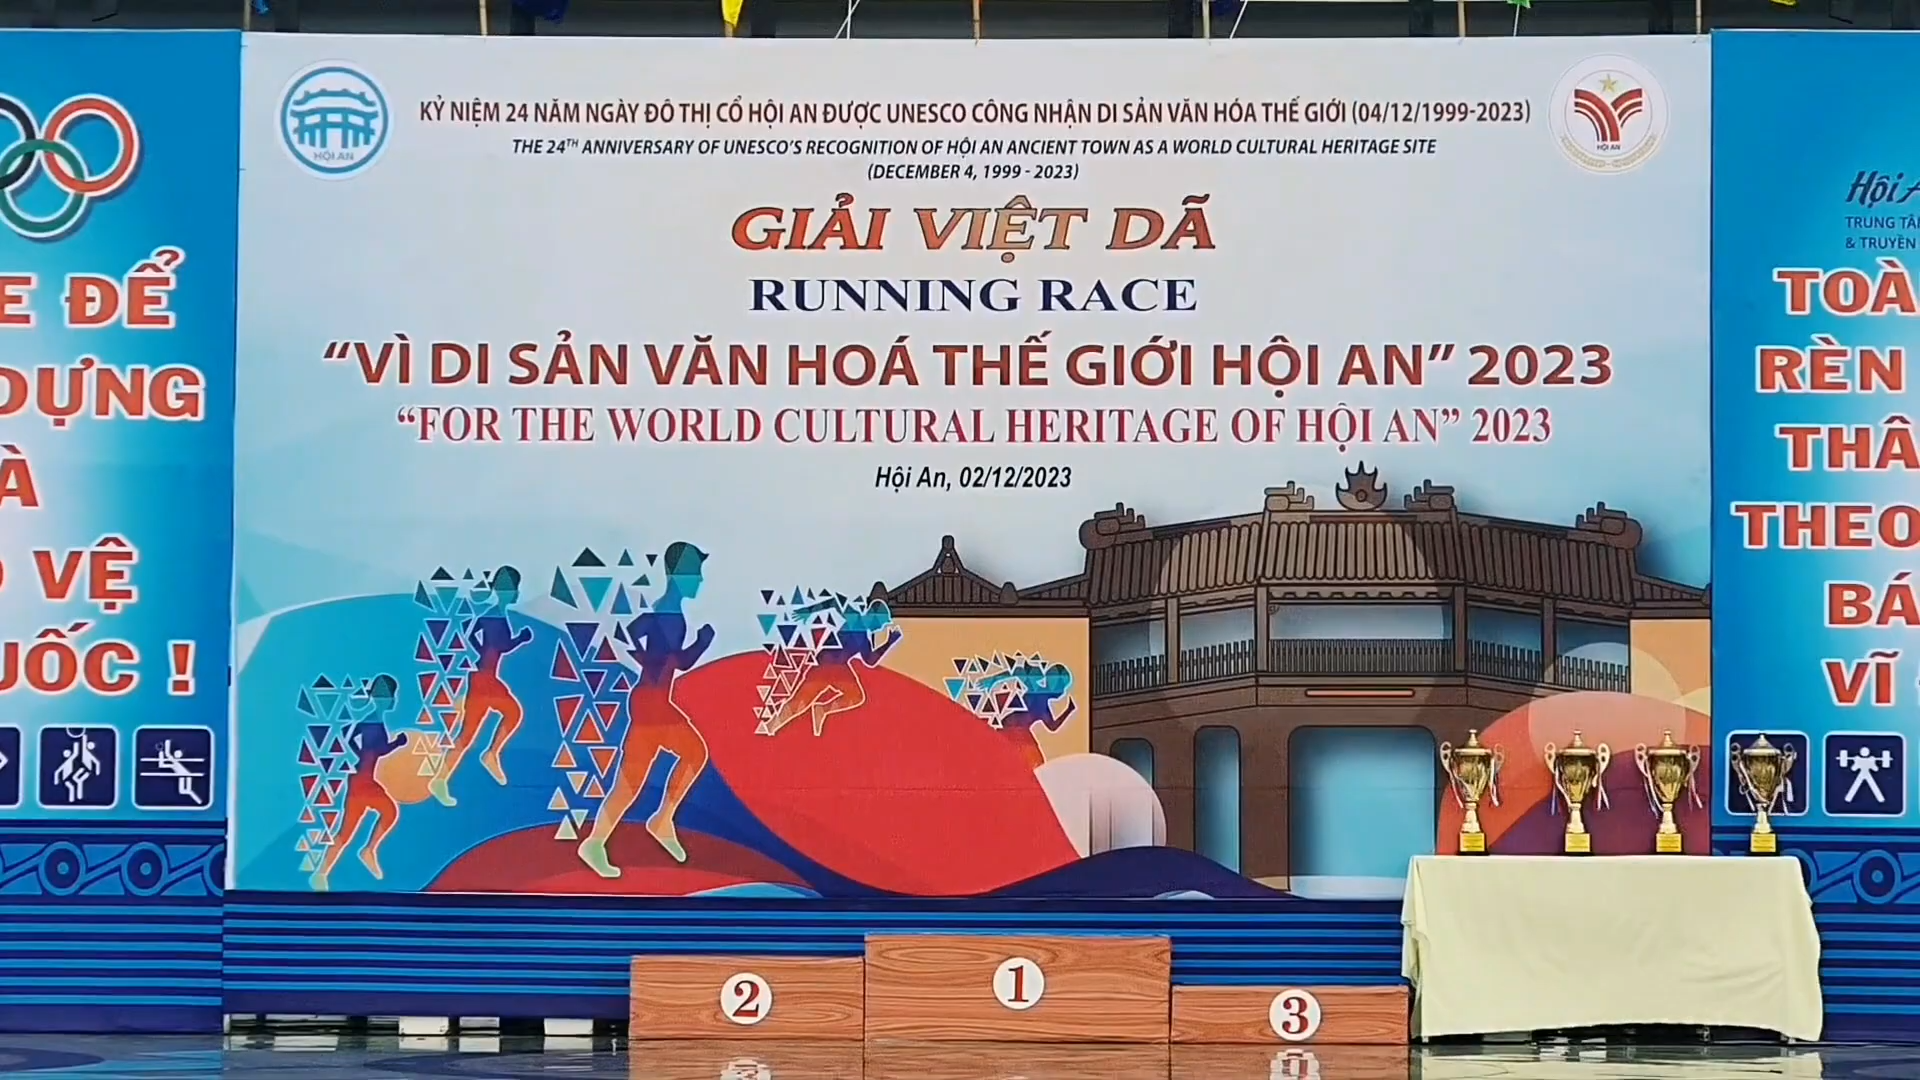 KỶ NIỆM 24 NĂM NGÀY ĐÔ THỊ CỔ HỘI AN ĐƯỢC UNESCO CÔNG NHẬN DI SẢN VĂN HÓA THẾ GIỚI (04/12/1999-2023)
THE 24TH ANNIVERSARY OF UNESCO'S RECOGNITION OF HỘI AN ANCIENT TOWN AS A WORLD CULTURAL HERITAGE SITE
(DECEMBER 4, 1999 - 2023)
GIẢI VIỆT DÃ
RUNNING RACE
“VÌ DI SẢN VĂN HOÁ THẾ GIỚI HỘI AN” 2023
“FOR THE WORLD CULTURAL HERITAGE OF HỘI AN” 2023
Hội An, 02/12/2023
HỘI AN
HỘI AN
E ĐỂ
DỰNG
À
VỆ
UỐC !
Hội A
TRUNG TÂ
& TRUYỀN
TOÀ
RÈN
THÂ
THEO
BÁ
VĨ
2
1
3